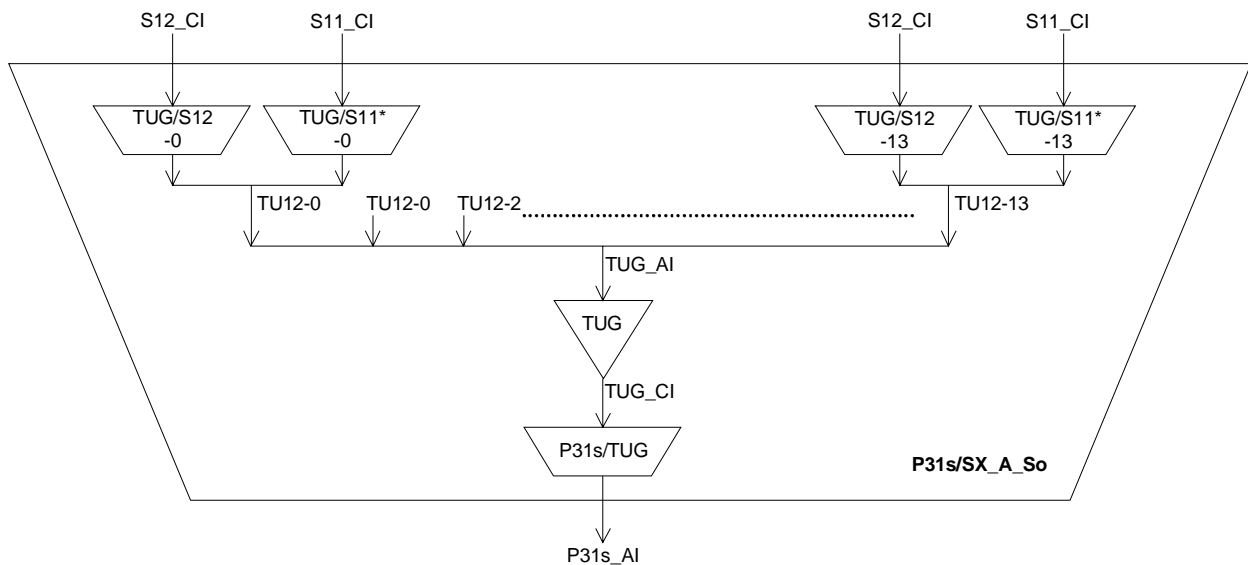 S12_CI
S11_CI
S12_CI
S11_CI
TUG/S12
-0
TUG/S11*
-0
TUG/S12
-13
TUG/S11*
-13
TU12-0
TU12-0
TU12-2
TU12-13
TUG_AI
TUG
TUG_CI
P31s/TUG
P31s/SX_A_So
P31s_AI